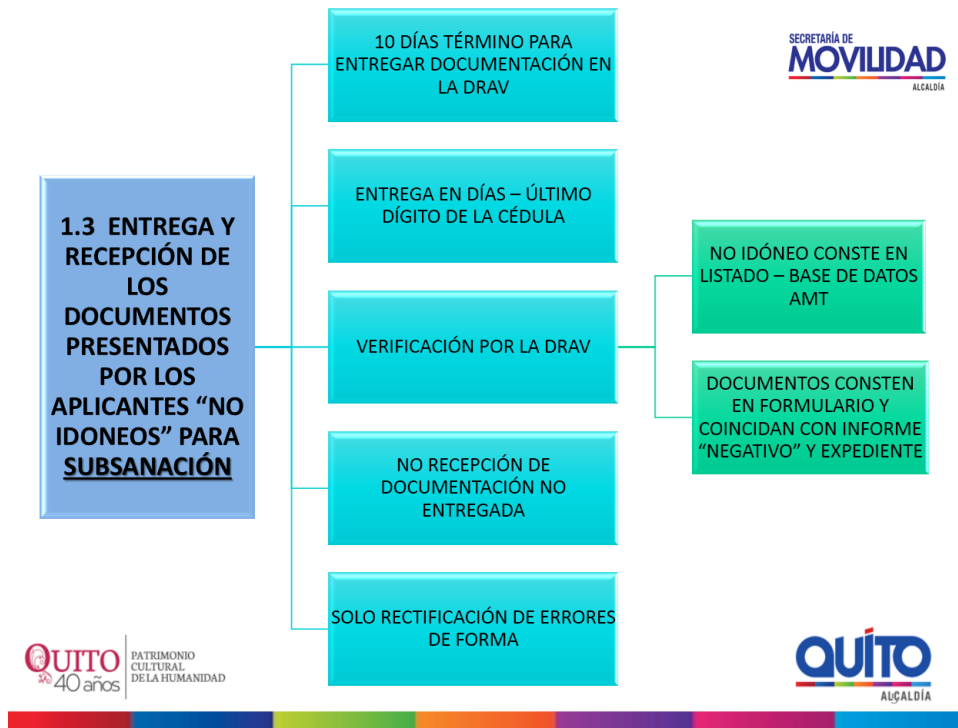 SECRETARÍA DE
MOVILIDAD
ALCALDÍA
1.3 ENTREGA Y
RECEPCIÓN DE
LOS
DOCUMENTOS
PRESENTADOS
POR LOS
APLICANTES “NO
IDONEOS” PARA
SUBSANACIÓN
10 DÍAS TÉRMINO PARA
ENTREGAR DOCUMENTACIÓN EN
LA DRAV
ENTREGA EN DÍAS – ÚLTIMO
DÍGITO DE LA CÉDULA
VERIFICACIÓN POR LA DRAV
NO IDÓNEO CONSTE EN
LISTADO – BASE DE DATOS
AMT
DOCUMENTOS CONSTEN
EN FORMULARIO Y
COINCIDAN CON INFORME
“NEGATIVO” Y EXPEDIENTE
NO RECEPCIÓN DE
DOCUMENTACIÓN NO
ENTREGADA
SOLO RECTIFICACIÓN DE ERRORES
DE FORMA
QUITO
40 años
PATRIMONIO
CULTURAL
DE LA HUMANIDAD
QUITO
ALCALDÍA